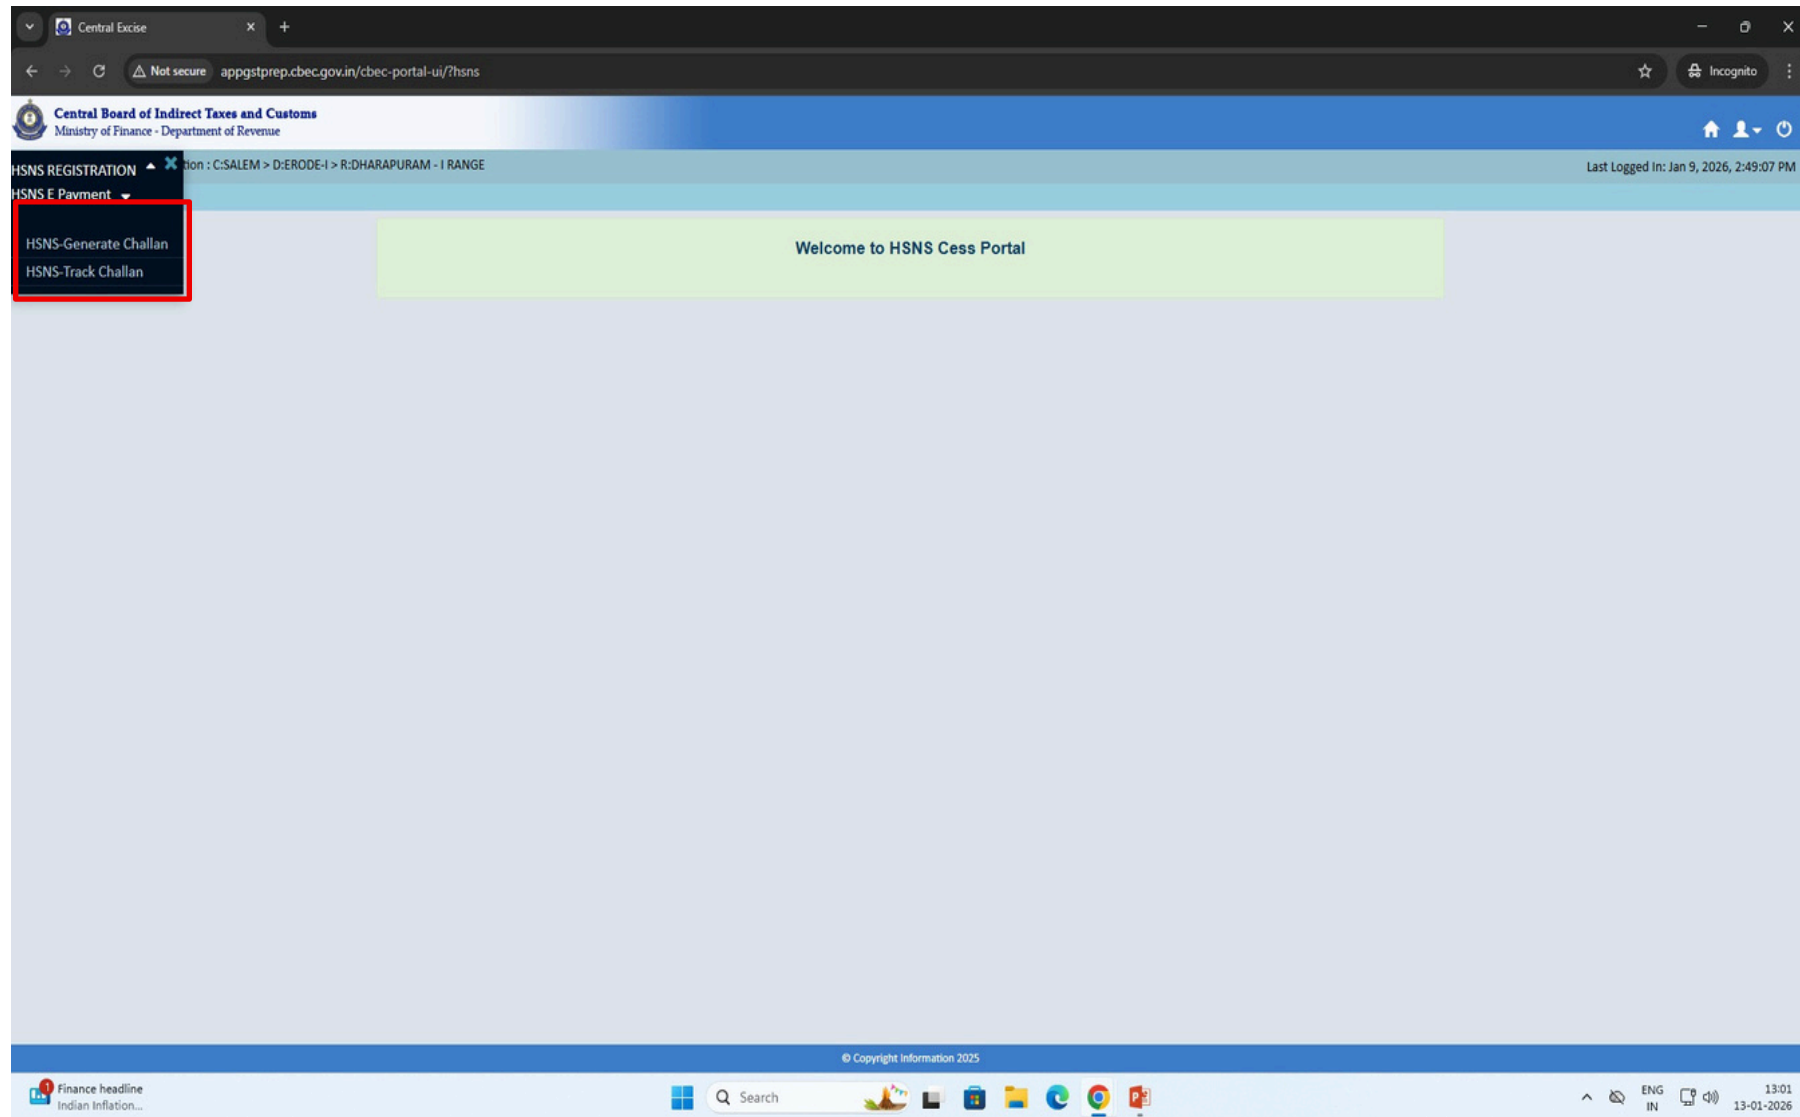 Central Excise
Not secure appgstprep.cbec.gov.in/cbec-portal-ui/?hsns
Incognito
Central Board of Indirect Taxes and Customs
Ministry of Finance - Department of Revenue
HSNS REGISTRATION
tion : C:SALEM > D:ERODE-I > R:DHARAPURAM - I RANGE
Last Logged In: Jan 9, 2026, 2:49:07 PM
HSNS E Payment
HSNS-Generate Challan
HSNS-Track Challan
Welcome to HSNS Cess Portal
© Copyright Information 2025
1
Finance headline
Indian Inflation...
Search
ENG
IN
13:01
13-01-2026